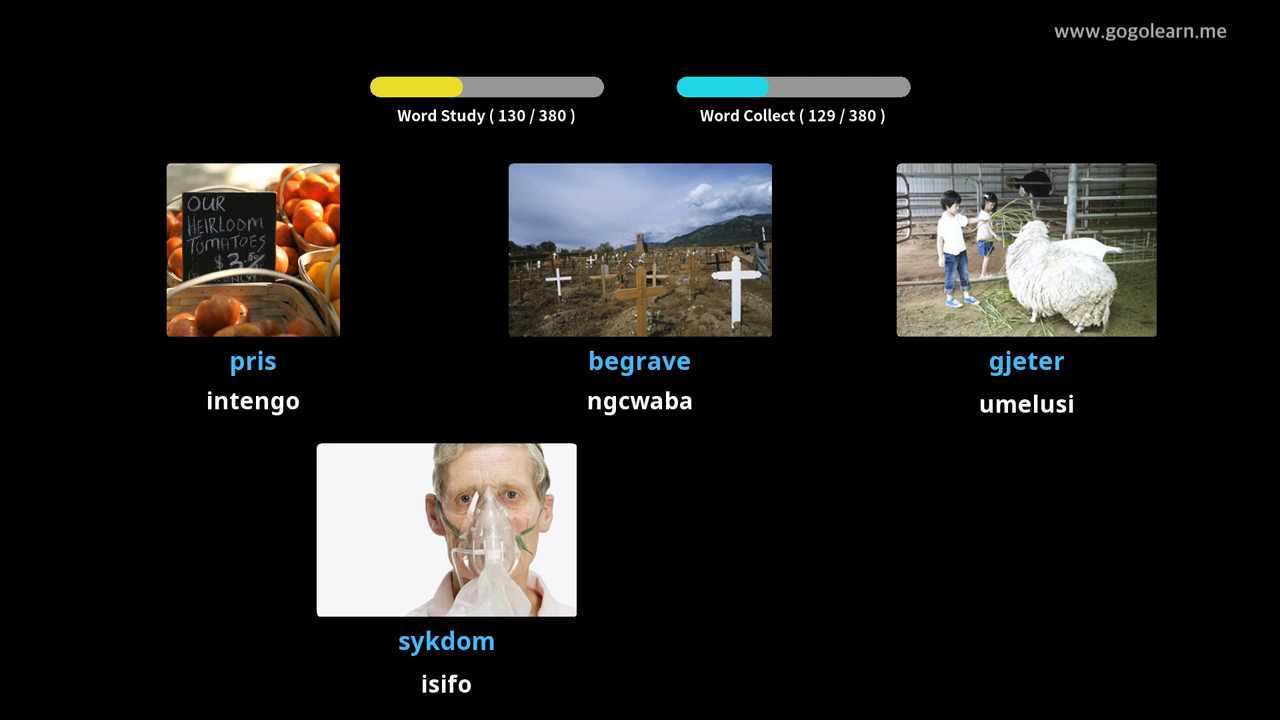 www.gogolearn.me
Word Study ( 130 / 380 )
Word Collect ( 129 / 380 )
OUR
HEIRLOOM
TOMATOES
pris
intengo
begrave
ngcwaba
gjeter
umelusi
sykdom
isifo